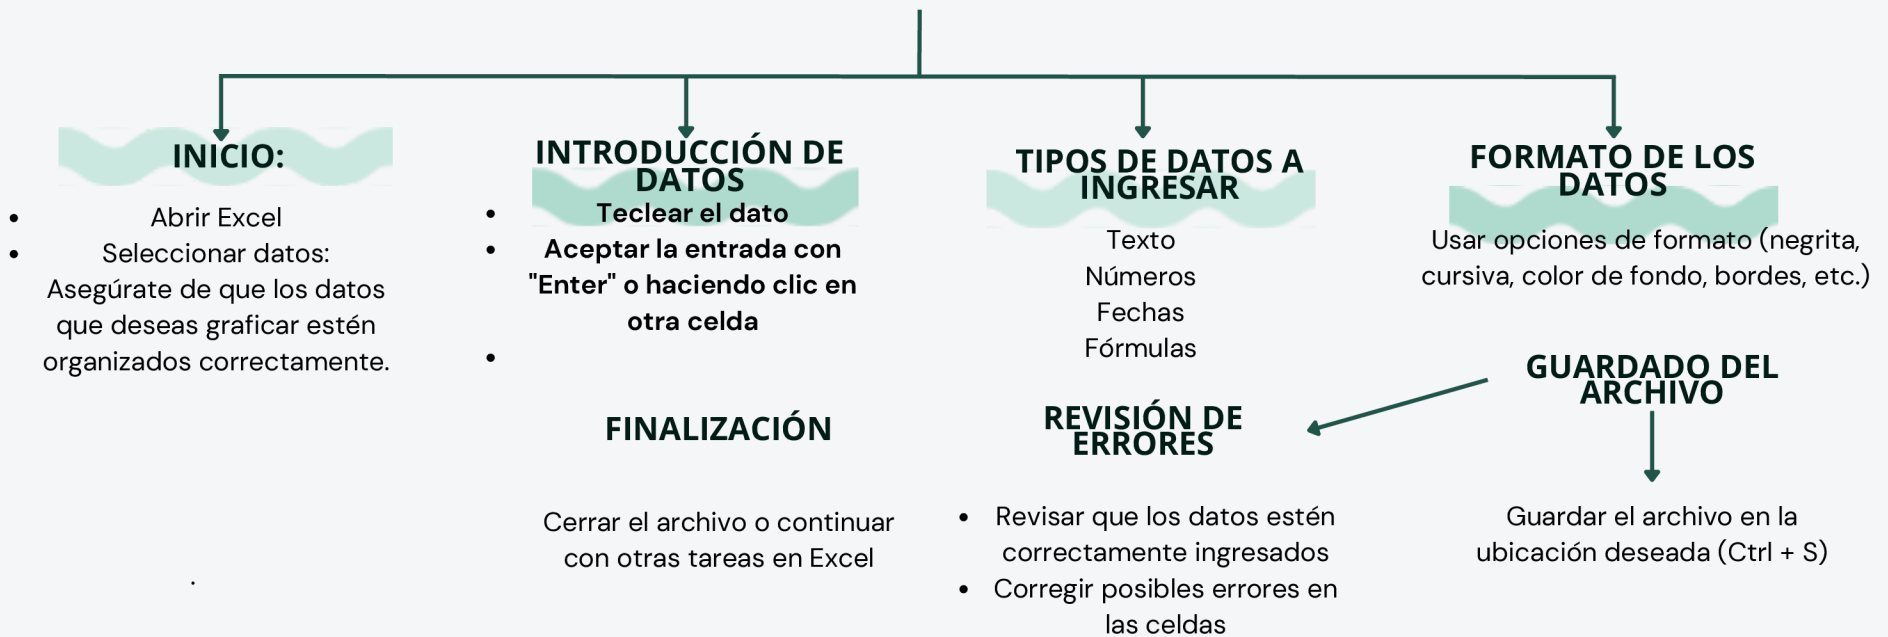 INICIO:
• Abrir Excel
• Seleccionar datos:
Asegúrate de que los datos
que deseas graficar estén
organizados correctamente.
.
INTRODUCCIÓN DE
DATOS
• Teclear el dato
• Aceptar la entrada con
"Enter" o haciendo clic en
otra celda
•
TIPOS DE DATOS A
INGRESAR
Texto
Números
Fechas
Fórmulas
FORMATO DE LOS
DATOS
Usar opciones de formato (negrita,
cursiva, color de fondo, bordes, etc.)
GUARDADO DEL
ARCHIVO
Guardar el archivo en la
ubicación deseada (Ctrl + S)
REVISIÓN DE
ERRORES
• Revisar que los datos estén
correctamente ingresados
• Corregir posibles errores en
las celdas
FINALIZACIÓN
Cerrar el archivo o continuar
con otras tareas en Excel